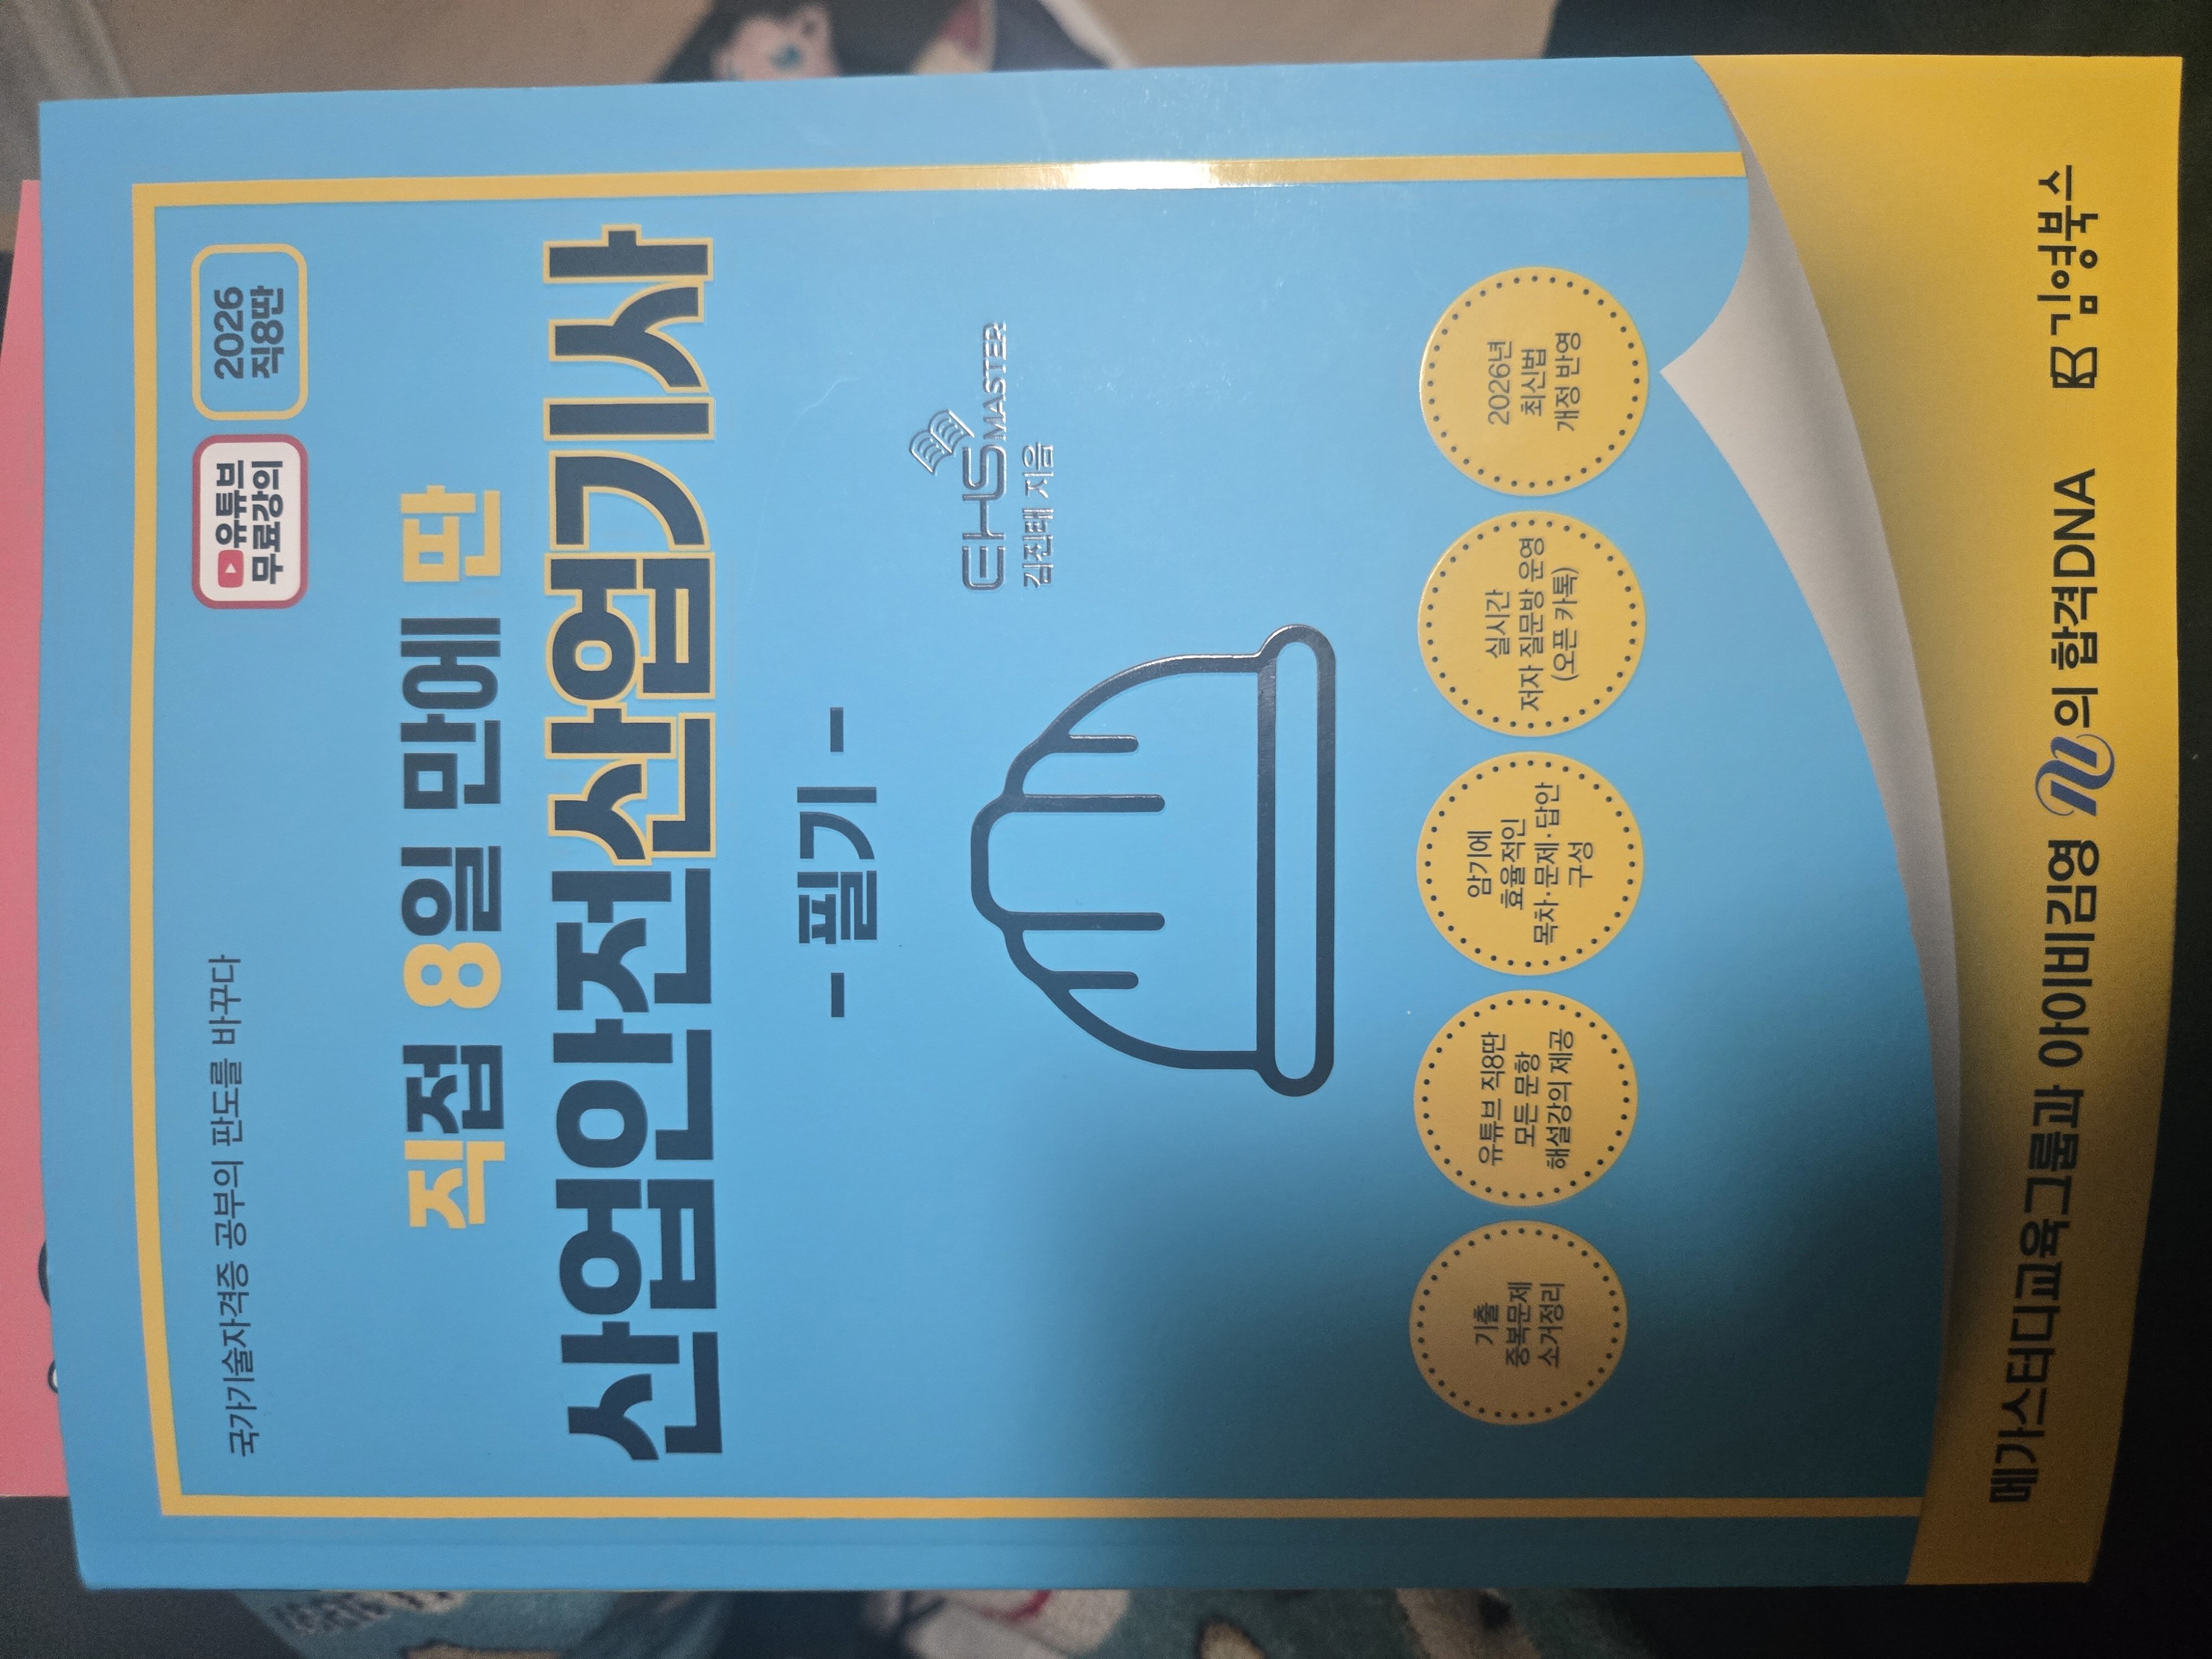 국가기술자격증 공부의 판도를 바꾸다
유튜브
무료강의
2026
직8딴
직접 8일 만에 딴
산업안전산업기사
- 필기 -
EHS MASTER
김진태 지음
기출
중복문제
소거정리
유튜브 직8딴
모든 문항
해설강의 제공
암기에
효율적인
목차·문제·답안
구성
실시간
저자 질문방 운영
(오픈 카톡)
2026년
최신법
개정 반영
메가스터디교육그룹과 아이비김영 의 합격DNA 김영북스